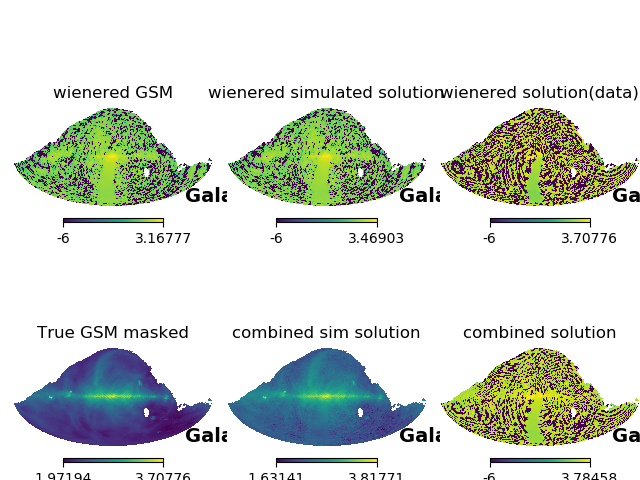 wienered GSM wienered simulated solution wienered solution(data)
Gala Gala Ga
-6 3.16777 -6 3.46903 -6 3.70776
True GSM masked combined sim solution combined solution
Gala Gala Ga
1.97194 3.70776 1.63141 3.81771 -6 3.78458